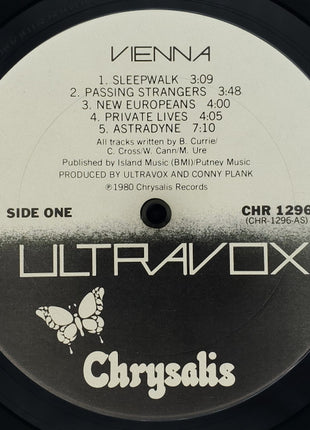 VIENNA
1. SLEEPWALK 3:09
2. PASSING STRANGERS 3:48
3. NEW EUROPEANS 4:00
4. PRIVATE LIVES 4:05
5. ASTRADYNE 7:10
All tracks written by B. Currie/
C. Cross/W. Cann/M. Ure
Published by Island Music (BMI)/Putney Music
PRODUCED BY ULTRAVOX AND CONNY PLANK
℗ 1980 Chrysalis Records
SIDE ONE
CHR 1296
(CHR-1296-AS)
ULTRAVOX
Chrysalis